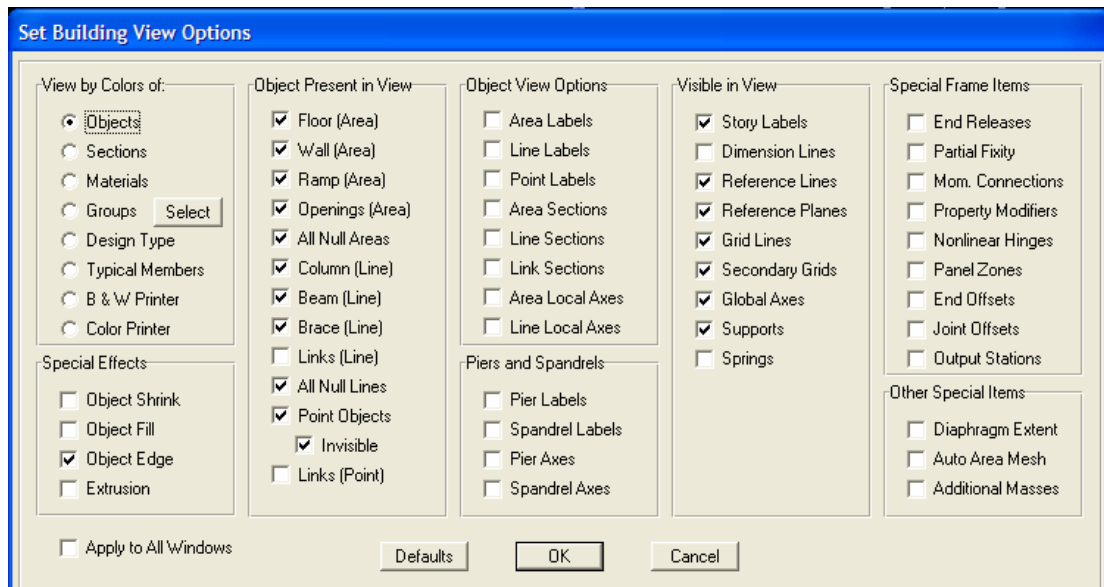 Set Building View Options
View by Colors of:
Objects
Sections
Materials
Groups
Select
Design Type
Typical Members
B & W Printer
Color Printer
Special Effects
Object Shrink
Object Fill
Object Edge
Extrusion
Object Present in View
Floor (Area)
Wall (Area)
Ramp (Area)
Openings (Area)
All Null Areas
Column (Line)
Beam (Line)
Brace (Line)
Links (Line)
All Null Lines
Point Objects
Invisible
Links (Point)
Object View Options
Area Labels
Line Labels
Point Labels
Area Sections
Line Sections
Link Sections
Area Local Axes
Line Local Axes
Piers and Spandrels
Pier Labels
Spandrel Labels
Pier Axes
Spandrel Axes
Visible in View
Story Labels
Dimension Lines
Reference Lines
Reference Planes
Grid Lines
Secondary Grids
Global Axes
Supports
Springs
Special Frame Items
End Releases
Partial Fixity
Mom. Connections
Property Modifiers
Nonlinear Hinges
Panel Zones
End Offsets
Joint Offsets
Output Stations
Other Special Items
Diaphragm Extent
Auto Area Mesh
Additional Masses
Apply to All Windows
Defaults
OK
Cancel